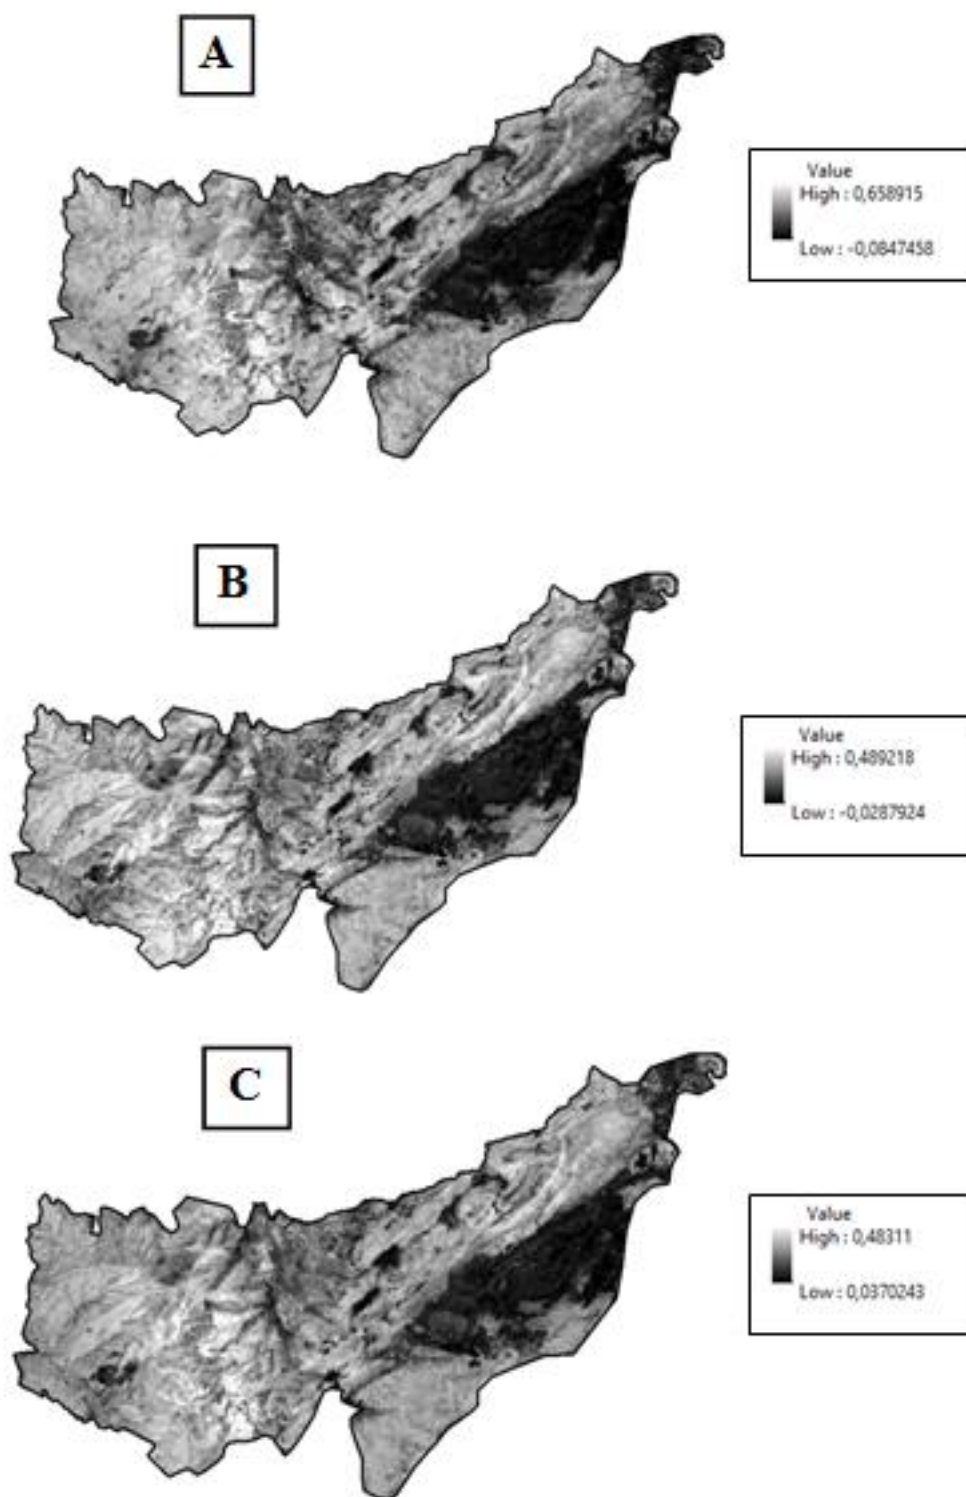 A
Value
High : 0,658915
Low : -0,0847458
B
Value
High : 0,489218
Low : -0,0287924
C
Value
High : 0,48311
Low : 0,0370243